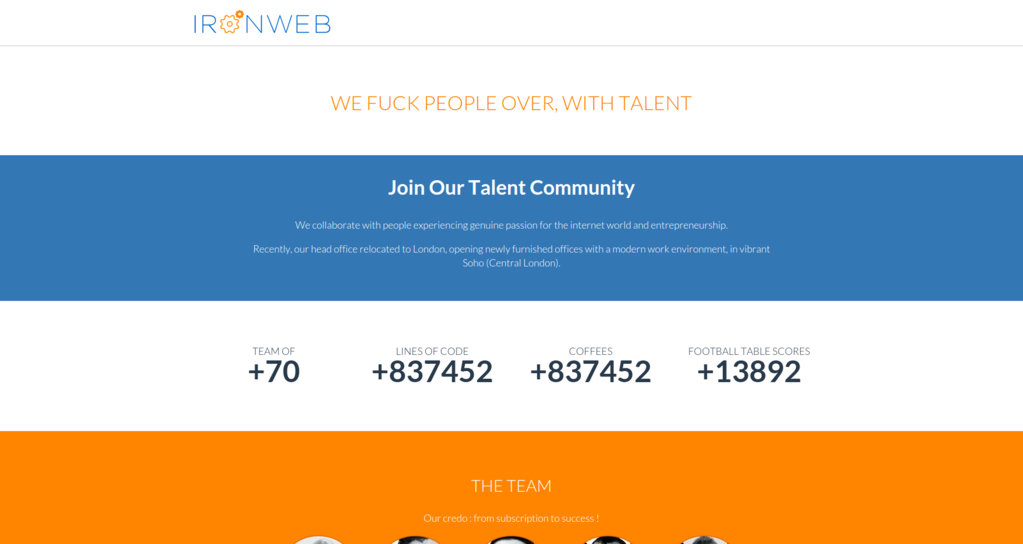 IRONWEB
WE FUCK PEOPLE OVER, WITH TALENT
Join Our Talent Community
We collaborate with people experiencing genuine passion for the internet world and entrepreneurship.
Recently, our head office relocated to London, opening newly furnished offices with a modern work environment, in vibrant
Soho (Central London).
TEAM OF
+70
LINES OF CODE
+837452
COFFEES
+837452
FOOTBALL TABLE SCORES
+13892
THE TEAM
Our credo : from subscription to success !